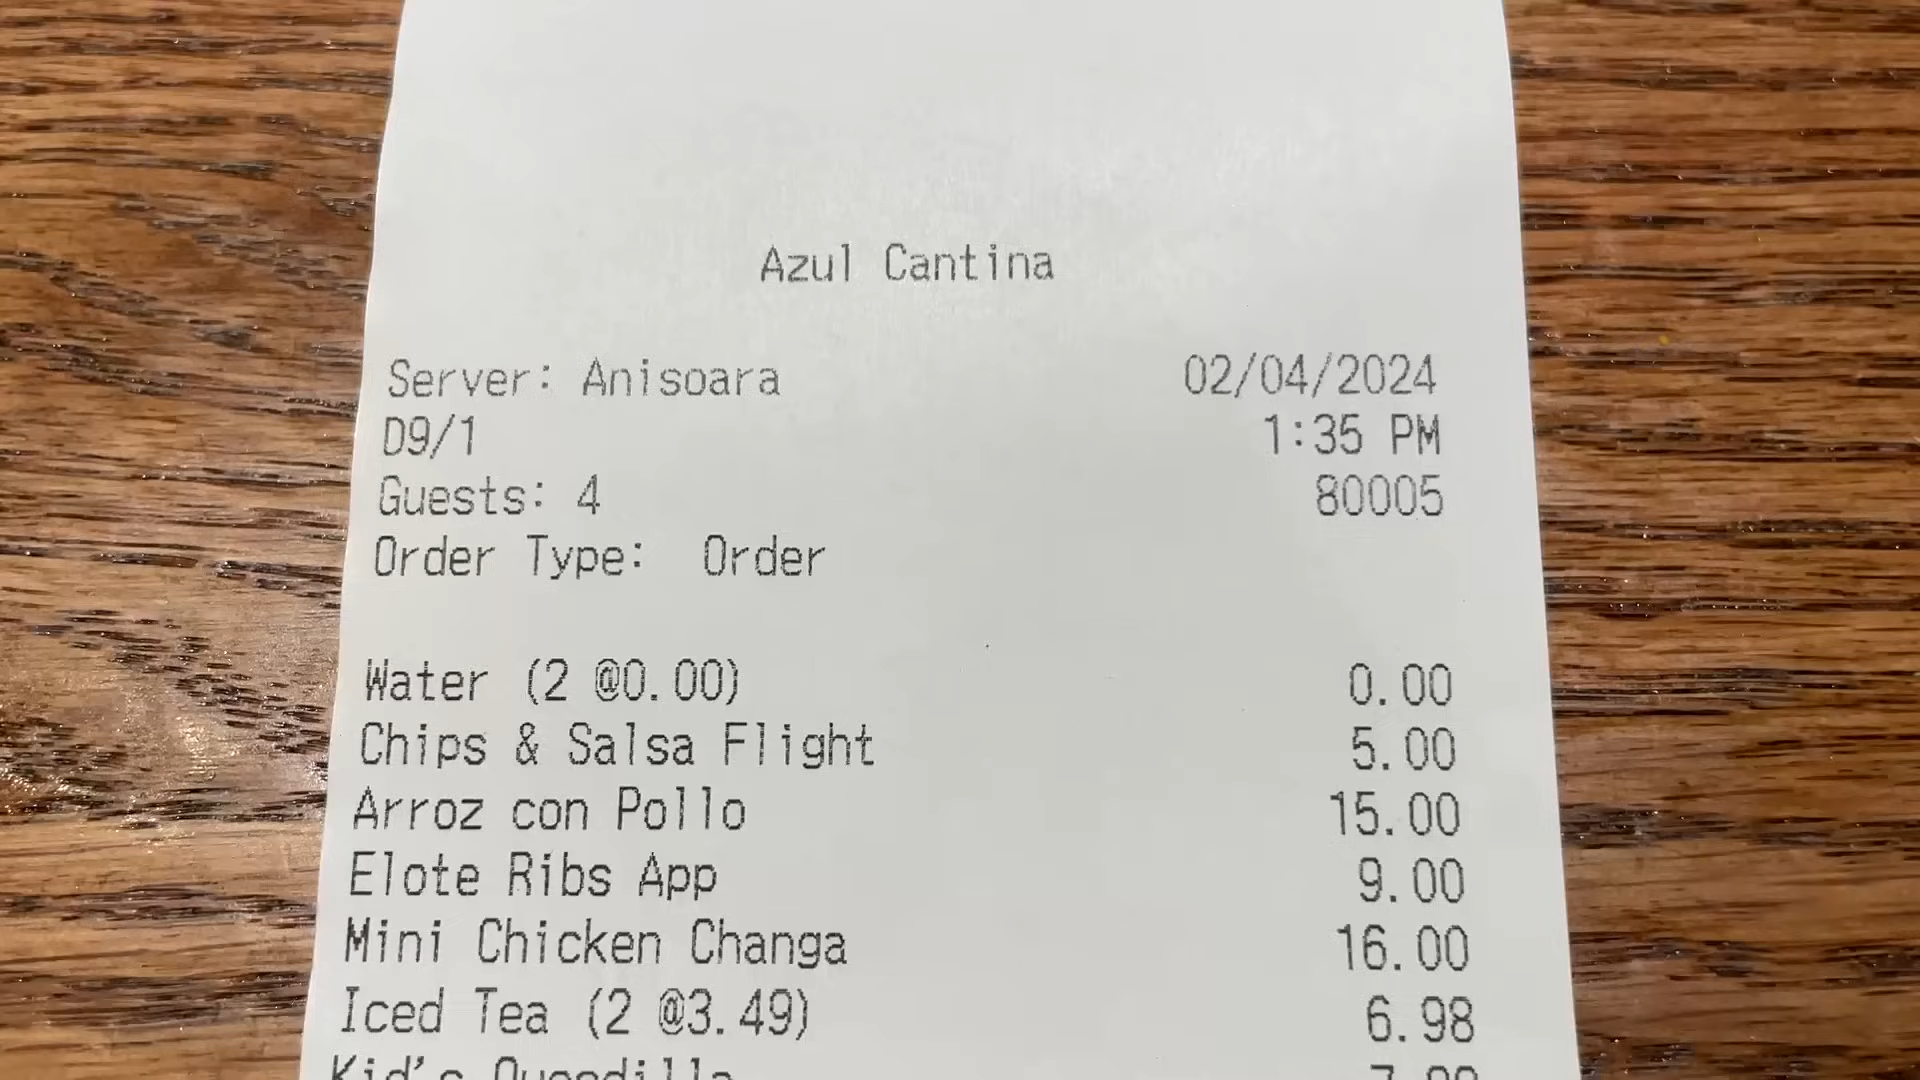 Azul Cantina
Server: Anisoara 02/04/2024
D9/1 1:35 PM
Guests: 4 80005
Order Type: Order
Water (2 @0.00) 0.00
Chips & Salsa Flight 5.00
Arroz con Pollo 15.00
Elote Ribs App 9.00
Mini Chicken Changa 16.00
Iced Tea (2 @3.49) 6.98
Kid's